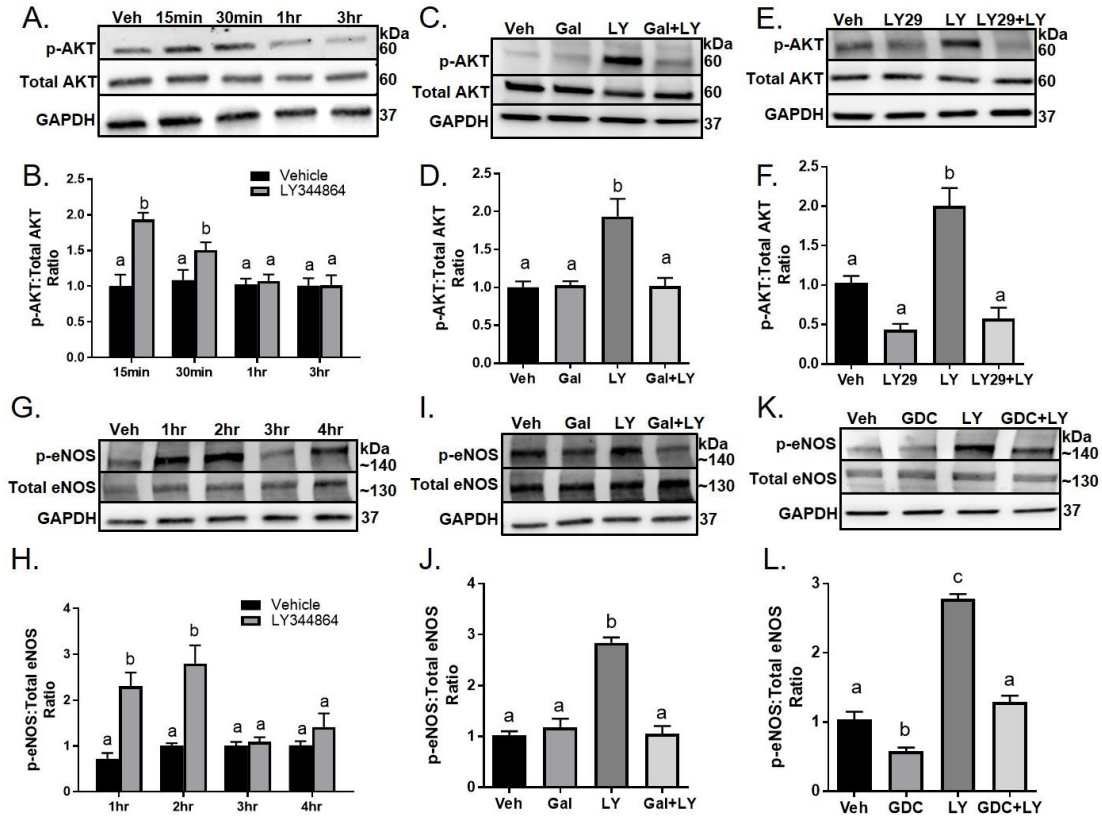 A.
Veh 15min 30min 1hr 3hr
kDa
p-AKT 60
Total AKT 60
GAPDH 37
C.
Veh Gal LY Gal+LY
kDa
p-AKT 60
Total AKT 60
GAPDH 37
E.
Veh LY29 LY LY29+LY
kDa
p-AKT 60
Total AKT 60
GAPDH 37
B.
p-AKT:Total AKT
Ratio
2.5
2.0
1.5
1.0
0.5
0.0
Vehicle
LY344864
a b a b a a a a
15min 30min 1hr 3hr
D.
p-AKT:Total AKT
Ratio
2.5
2.0
1.5
1.0
0.5
0.0
a a b a
Veh Gal LY Gal+LY
F.
p-AKT:Total AKT
Ratio
2.5
2.0
1.5
1.0
0.5
0.0
a a b a
Veh LY29 LY LY29+LY
G.
Veh 1hr 2hr 3hr 4hr
kDa
p-eNOS ~140
Total eNOS ~130
GAPDH 37
I.
Veh Gal LY Gal+LY
kDa
p-eNOS ~140
Total eNOS ~130
GAPDH 37
K.
Veh GDC LY GDC+LY
kDa
p-eNOS ~140
Total eNOS ~130
GAPDH 37
H.
p-eNOS:Total eNOS
Ratio
4
3
2
1
0
Vehicle
LY344864
a b a b a a a a
1hr 2hr 3hr 4hr
J.
p-eNOS:Total eNOS
Ratio
4
3
2
1
0
a a b a
Veh Gal LY Gal+LY
L.
p-eNOS:Total eNOS
Ratio
3
2
1
0
a b c a
Veh GDC LY GDC+LY